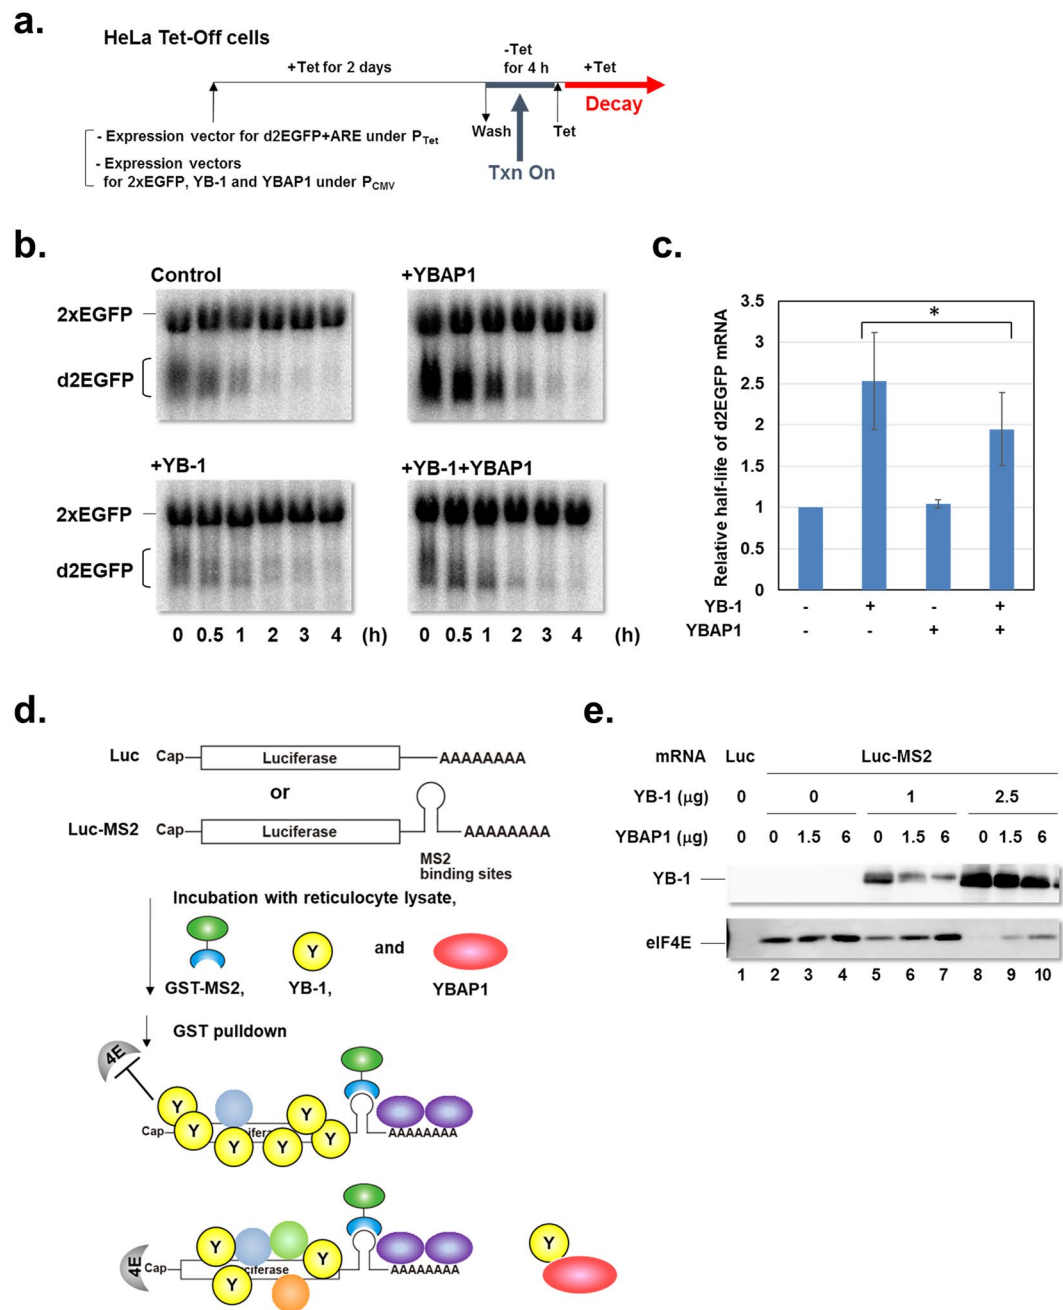 a.
HeLa Tet-Off cells
+Tet for 2 days
-Tet
for 4 h
+Tet
Decay
Wash
Tet
Txn On
- Expression vector for d2EGFP+ARE under PTet
- Expression vectors
for 2xEGFP, YB-1 and YBAP1 under PCMV
b.
Control
+YBAP1
2xEGFP
d2EGFP
+YB-1
+YB-1+YBAP1
2xEGFP
d2EGFP
0 0.5 1 2 3 4 (h) 0 0.5 1 2 3 4 (h)
c.
Relative half-life of d2EGFP mRNA
3.5
3
2.5
2
1.5
1
0.5
0
*
YB-1 - + - +
YBAP1 - - + +
d.
Luc Cap Luciferase AAAAAAAA
or
Luc-MS2 Cap Luciferase AAAAAAAA
MS2
binding sites
Incubation with reticulocyte lysate,
Y and
GST-MS2, YB-1, YBAP1
GST pulldown
4E
Y Y Y Y Y Y Y
Cap AAAAAAAA
4E Cap Y Y Y uciferase AAAAAAAA
Y
e.
mRNA Luc Luc-MS2
YB-1 (μg) 0 0 1 2.5
YBAP1 (μg) 0 0 1.5 6 0 1.5 6 0 1.5 6
YB-1
eIF4E
1 2 3 4 5 6 7 8 9 10